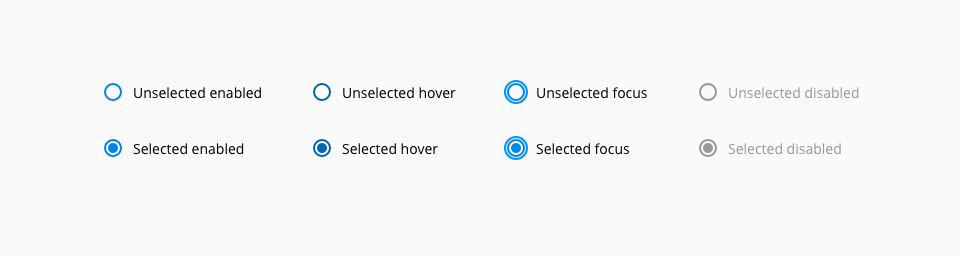 Unselected enabled
Unselected hover
Unselected focus
Unselected disabled
Selected enabled
Selected hover
Selected focus
Selected disabled